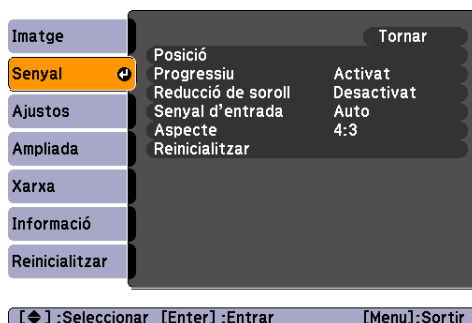 Imatge
Senyal
Ajustos
Ampliada
Xarxa
Informació
Reinicialitzar
Tornar
Posició
Progressiu Activat
Reducció de soroll Desactivat
Senyal d'entrada Auto
Aspecte 4:3
Reinicialitzar
[◆] :Seleccionar [Enter] :Entrar [Menu]:Sortir